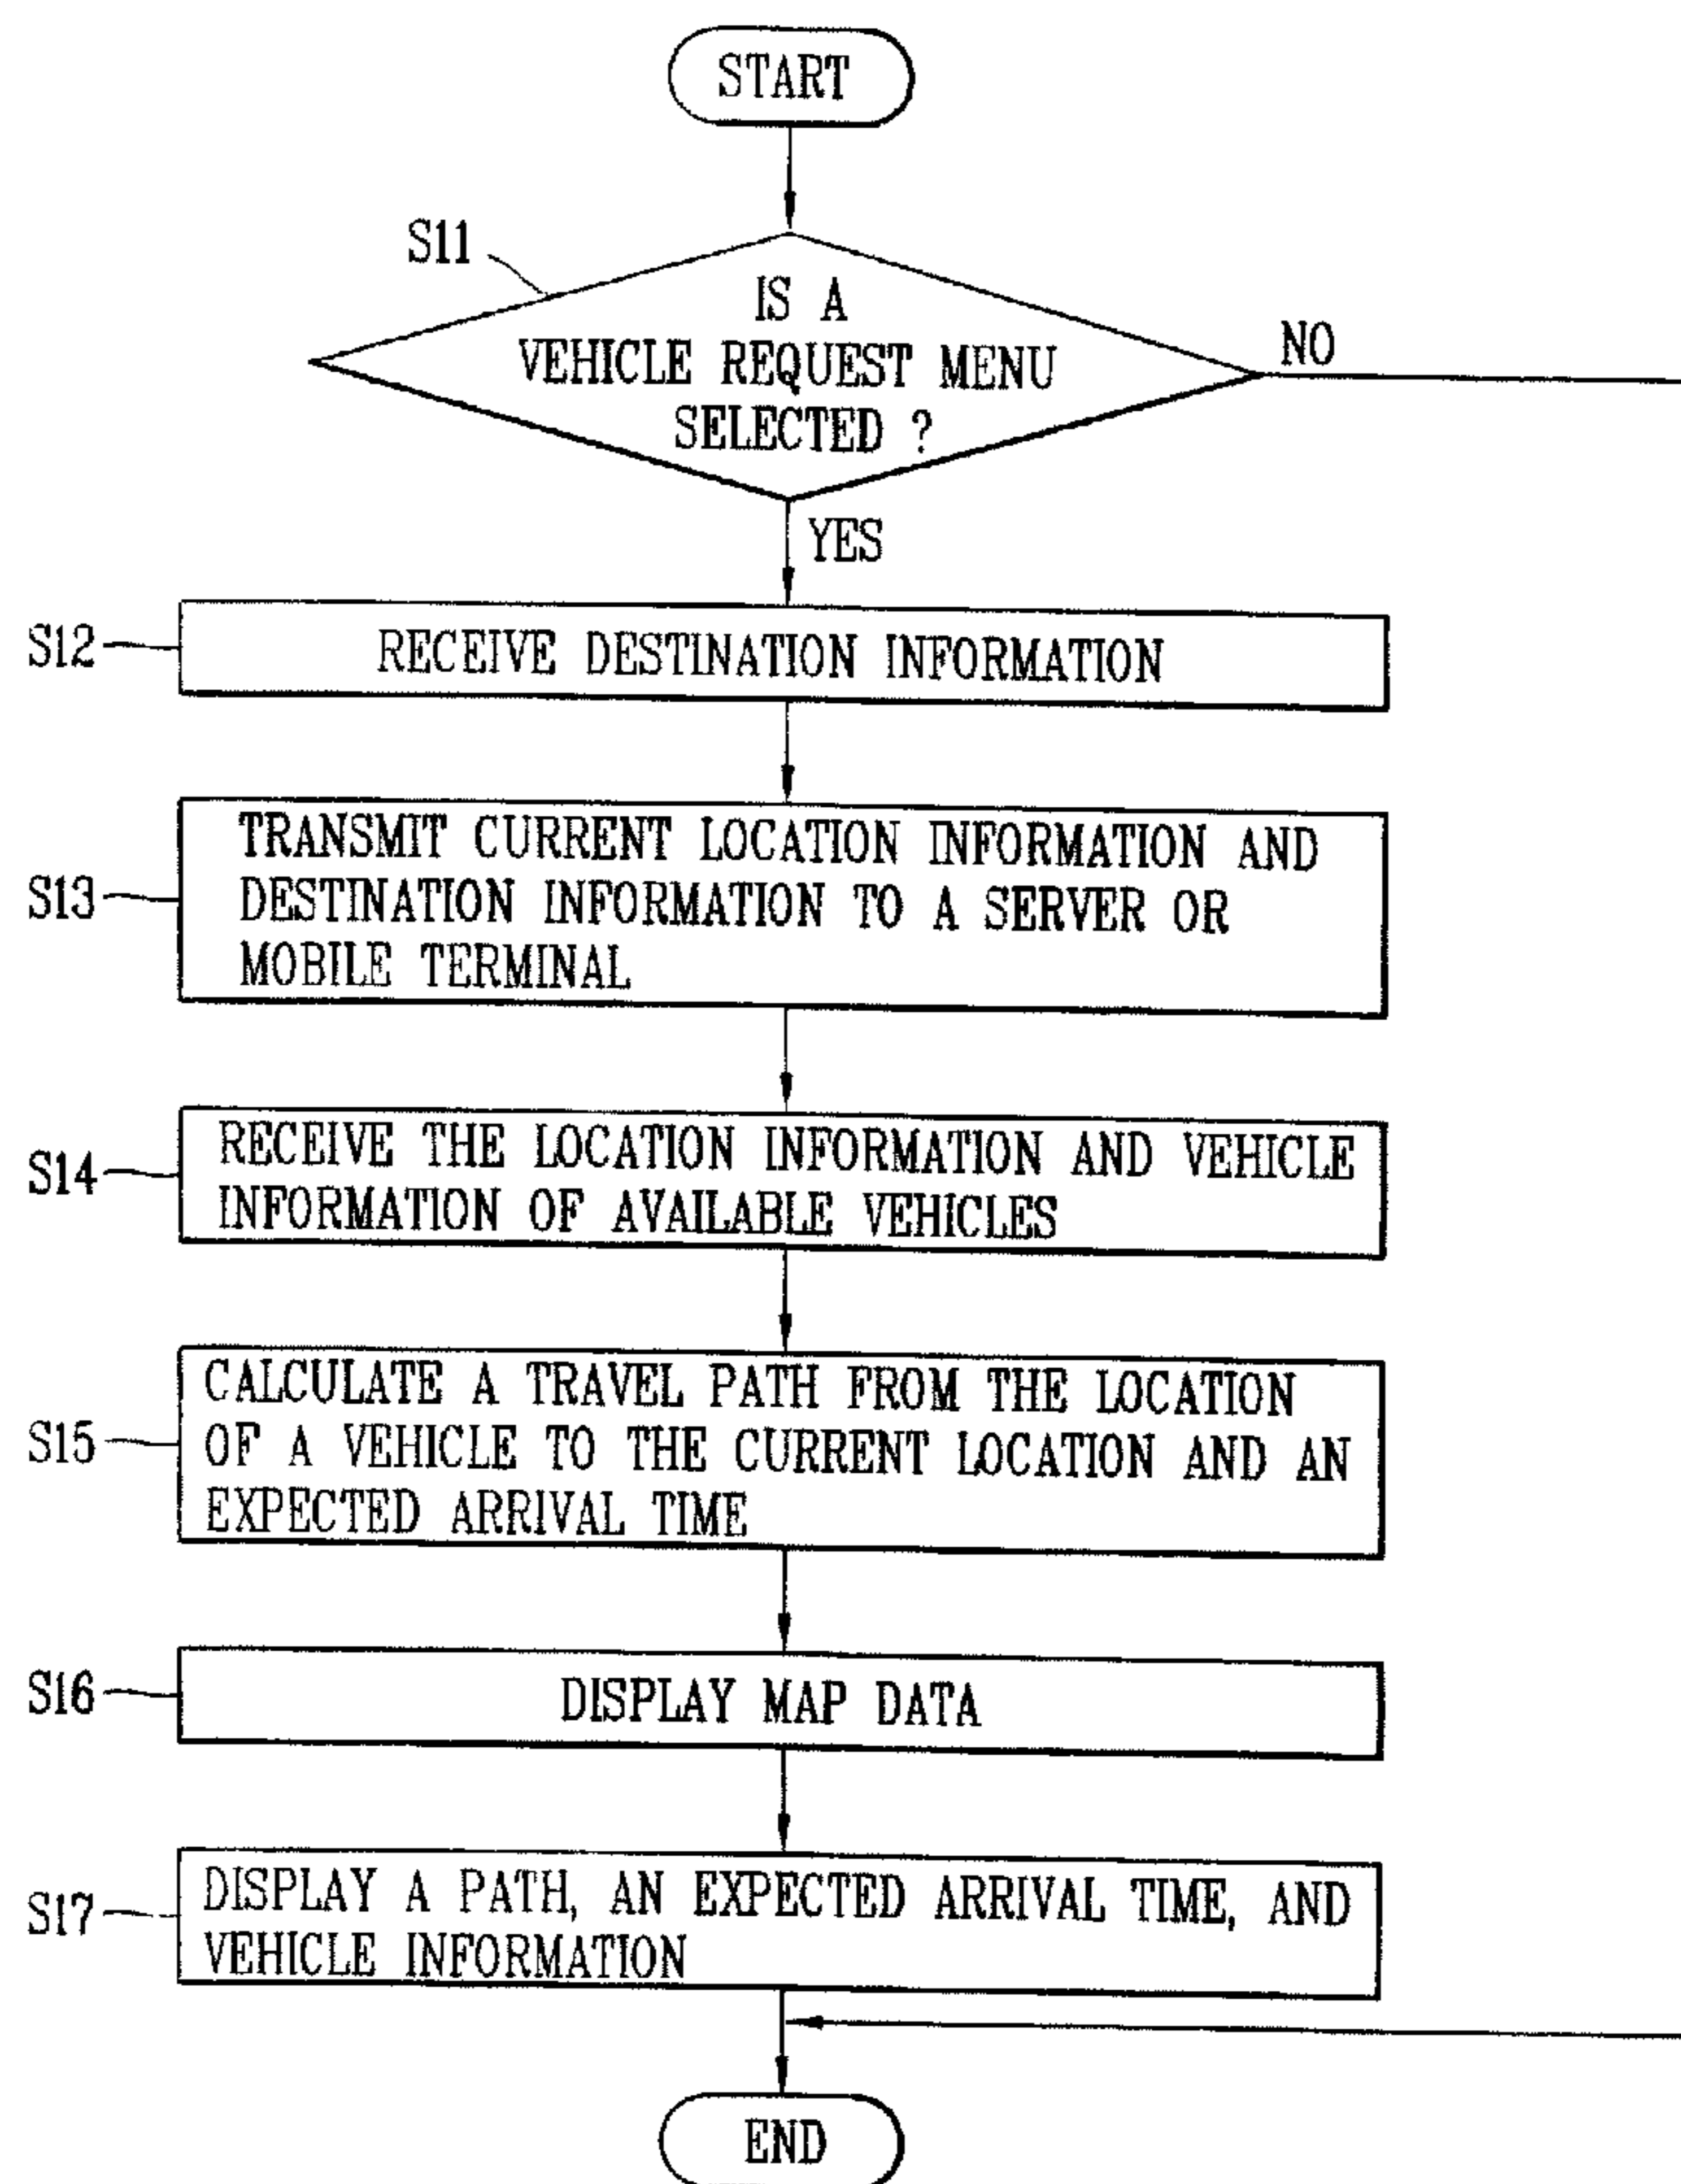 START
S11
IS A
VEHICLE REQUEST MENU
SELECTED ?
NO
YES
S12
RECEIVE DESTINATION INFORMATION
S13
TRANSMIT CURRENT LOCATION INFORMATION AND
DESTINATION INFORMATION TO A SERVER OR
MOBILE TERMINAL
S14
RECEIVE THE LOCATION INFORMATION AND VEHICLE
INFORMATION OF AVAILABLE VEHICLES
S15
CALCULATE A TRAVEL PATH FROM THE LOCATION
OF A VEHICLE TO THE CURRENT LOCATION AND AN
EXPECTED ARRIVAL TIME
S16
DISPLAY MAP DATA
S17
DISPLAY A PATH, AN EXPECTED ARRIVAL TIME, AND
VEHICLE INFORMATION
END